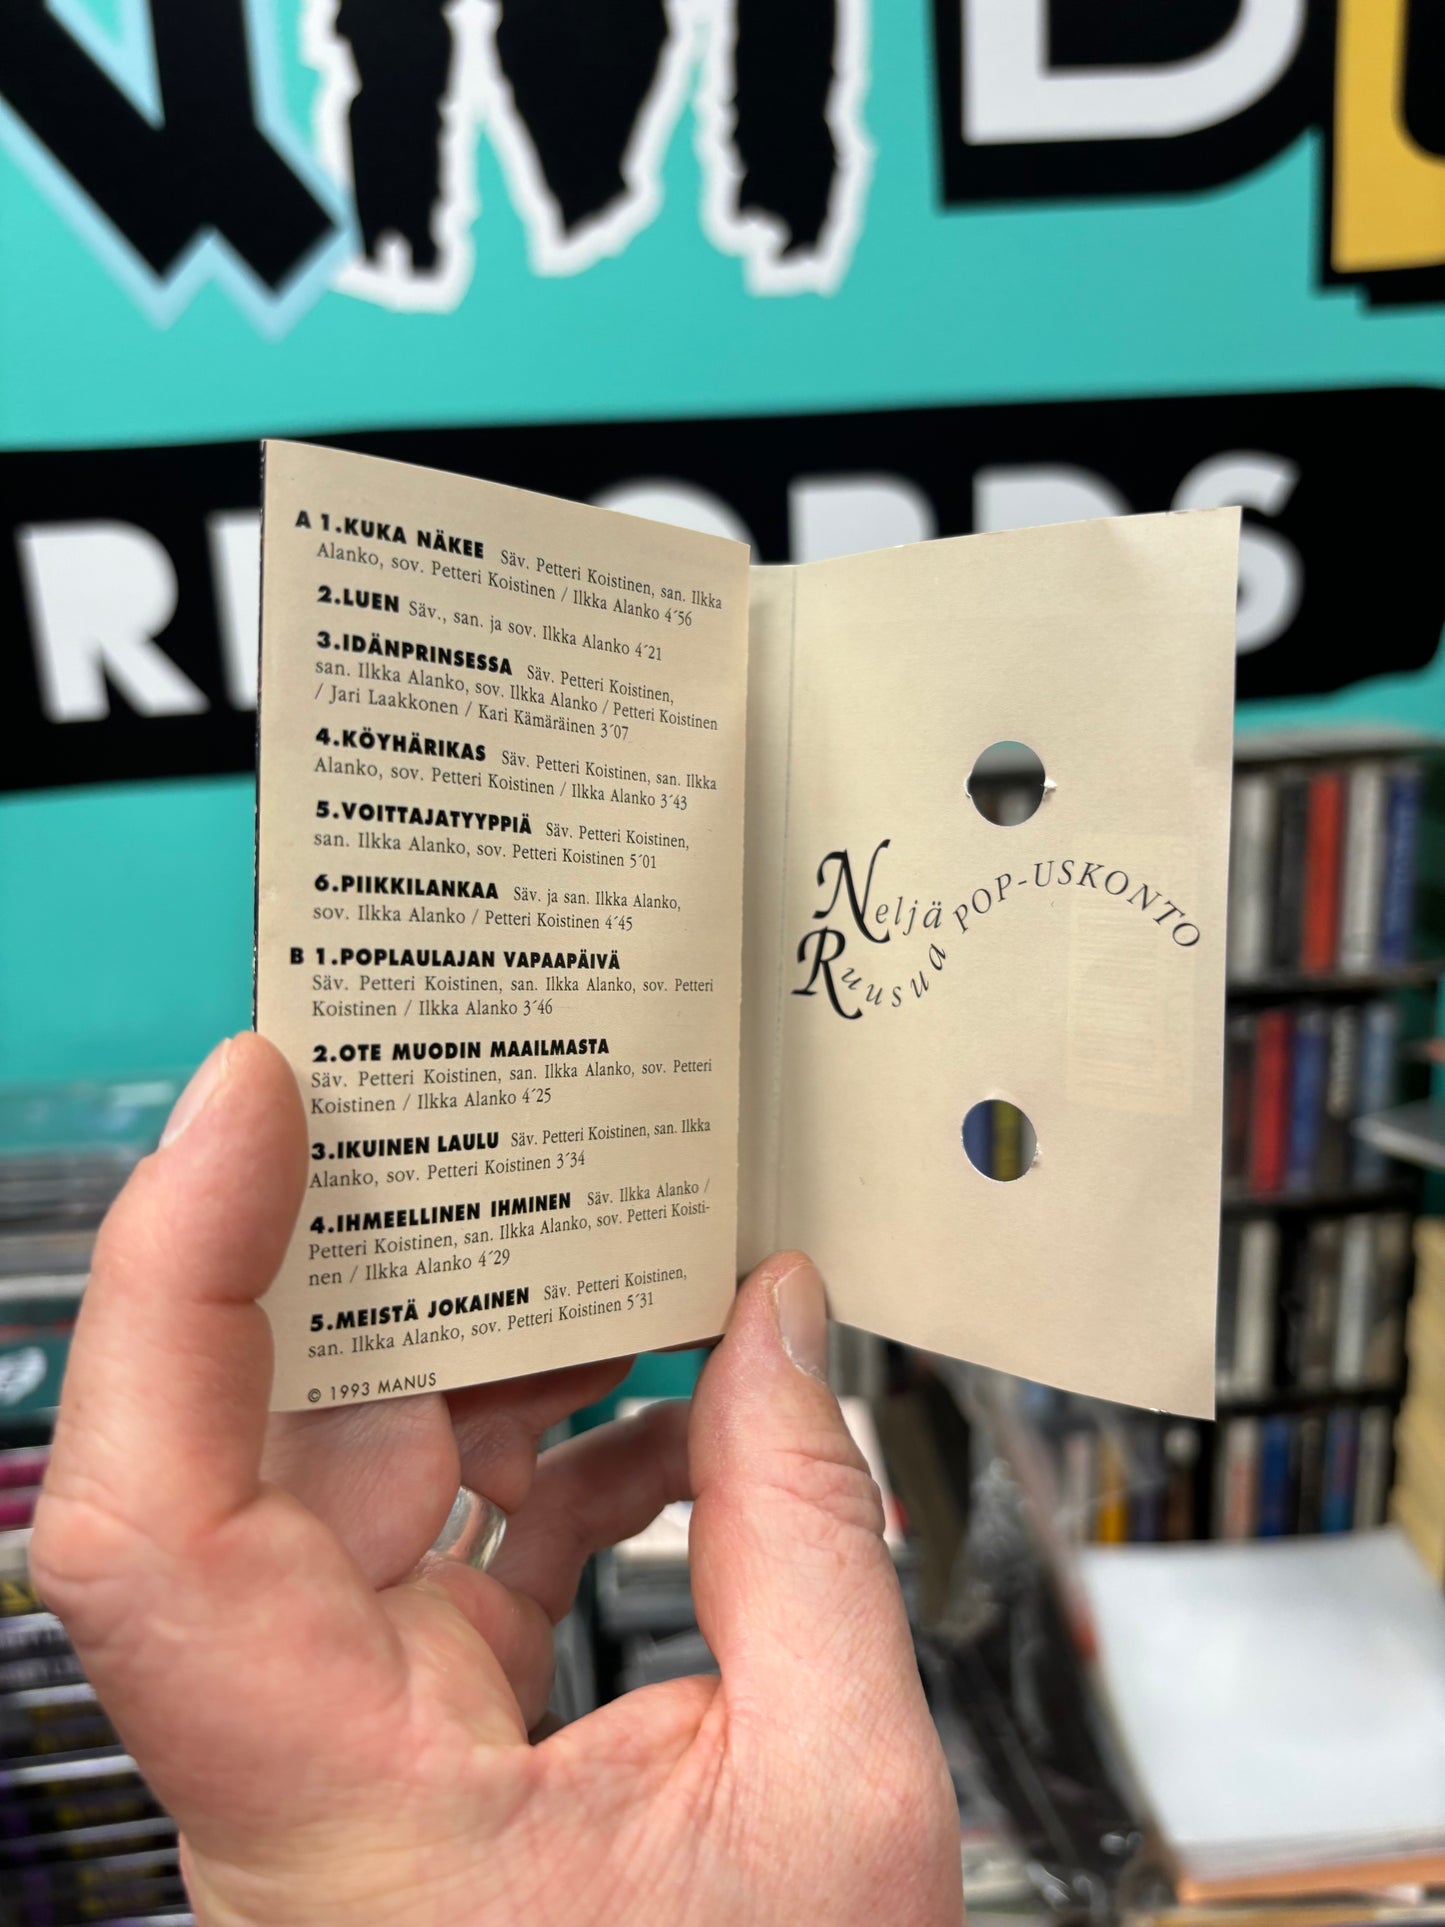 A 1.KUKA NÄKEE Säv. Petteri Koistinen, san. Ilkka
Alanko, sov. Petteri Koistinen / Ilkka Alanko 4´56
2.LUEN Säv., san. ja sov. Ilkka Alanko 4´21
3.IDÄNPRINSESSA Säv. Petteri Koistinen,
san. Ilkka Alanko, sov. Ilkka Alanko / Petteri Koistinen
/ Jari Laakkonen / Kari Kämäräinen 3´07
4.KÖYHÄRIKAS Säv. Petteri Koistinen, san. Ilkka
Alanko, sov. Petteri Koistinen / Ilkka Alanko 3´43
5.VOITTAJATYYPPIÄ Säv. Petteri Koistinen,
san. Ilkka Alanko, sov. Petteri Koistinen 5´01
6.PIIKKILANKAA Säv. ja san. Ilkka Alanko,
sov. Ilkka Alanko / Petteri Koistinen 4´45
B 1.POPLAULAJAN VAPAAPÄIVÄ
Säv. Petteri Koistinen, san. Ilkka Alanko, sov. Petteri
Koistinen / Ilkka Alanko 3´46
2.OTE MUODIN MAAILMASTA
Säv. Petteri Koistinen, san. Ilkka Alanko, sov. Petteri
Koistinen / Ilkka Alanko 4´25
3.IKUINEN LAULU Säv. Petteri Koistinen, san. Ilkka
Alanko, sov. Petteri Koistinen 3´34
4.IHMEELLINEN IHMINEN Säv. Ilkka Alanko /
Petteri Koistinen, san. Ilkka Alanko, sov. Petteri Koisti-
nen / Ilkka Alanko 4´29
5.MEISTÄ JOKAINEN Säv. Petteri Koistinen,
san. Ilkka Alanko, sov. Petteri Koistinen 5´31
© 1993 MANUS
Neljä
Ruusua POP-USKONTO